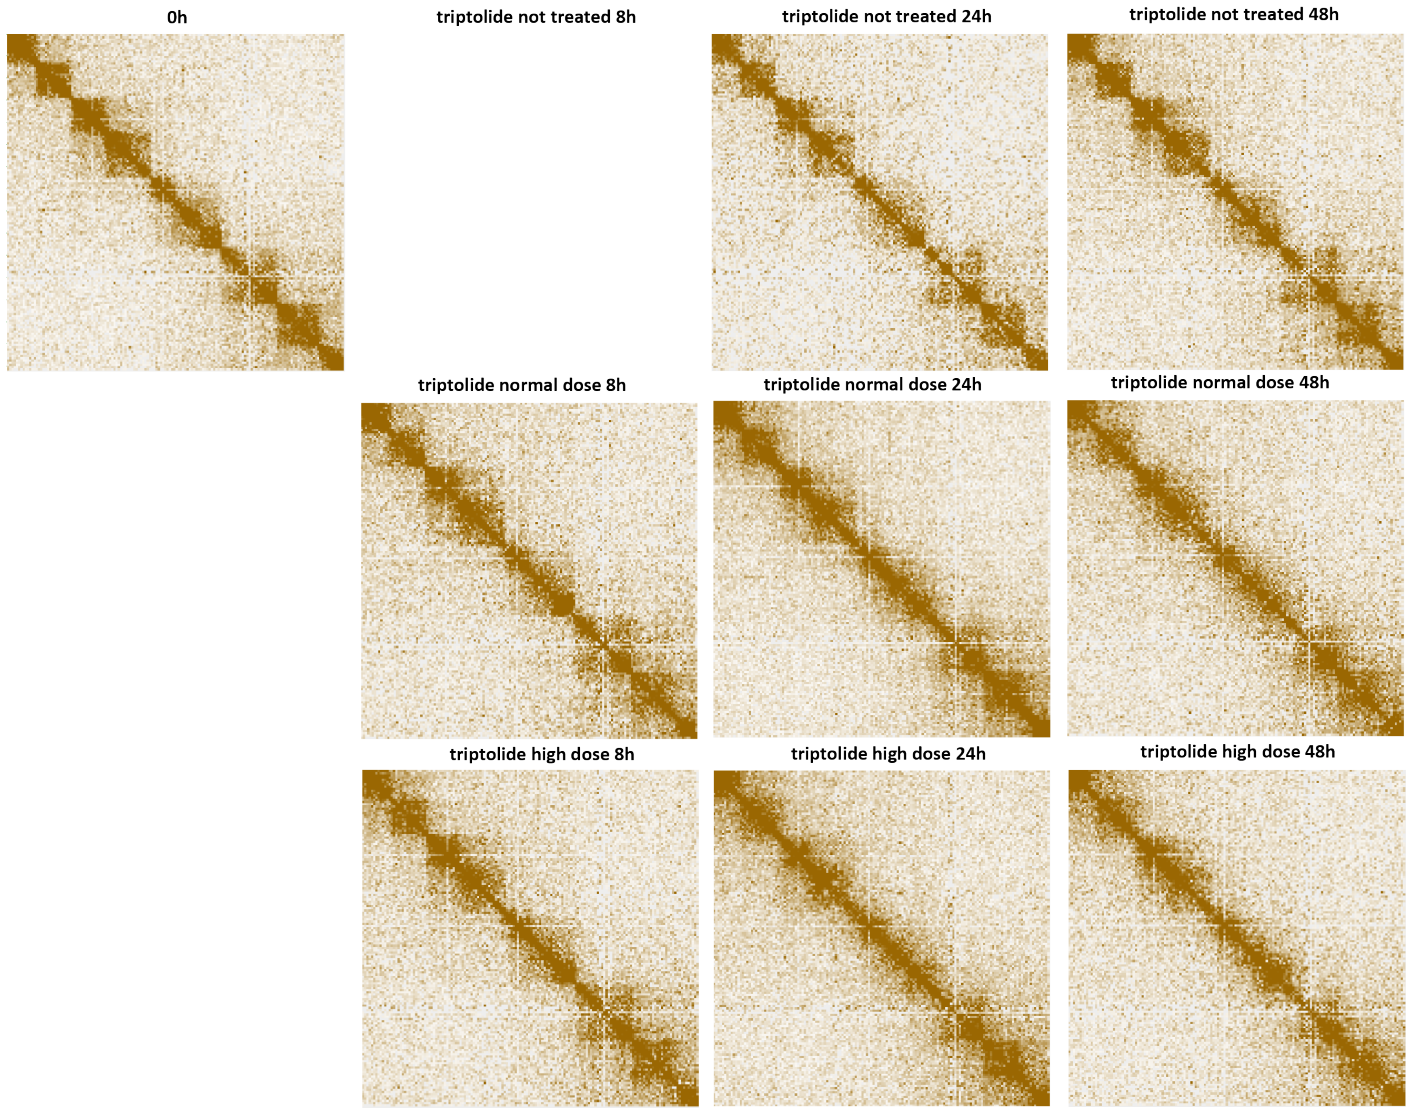 0h
triptolide not treated 8h
triptolide not treated 24h
triptolide not treated 48h
triptolide normal dose 8h
triptolide normal dose 24h
triptolide normal dose 48h
triptolide high dose 8h
triptolide high dose 24h
triptolide high dose 48h